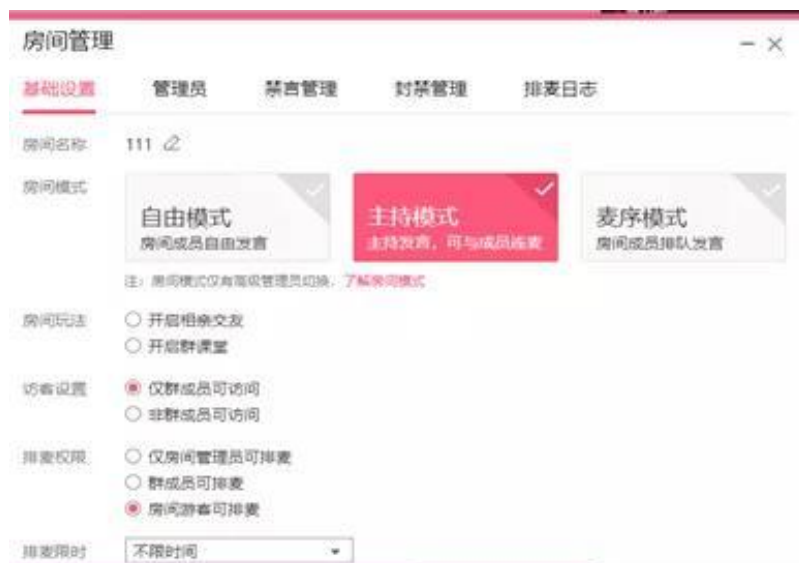 房间管理
基础设置 管理员 禁言管理 封禁管理 排麦日志
房间名称 111
房间模式
自由模式 主持模式 麦序模式
房间成员自由发言 主持发言，可与成员连麦 房间成员排队发言
注：房间模式仅有高级管理员切换，了解房间模式
房间玩法 开启相亲交友
开启群课堂
访客设置 仅群成员可访问
非群成员可访问
排麦权限 仅房间管理员可排麦
群成员可排麦
房间游客可排麦
排麦限时 不限时间